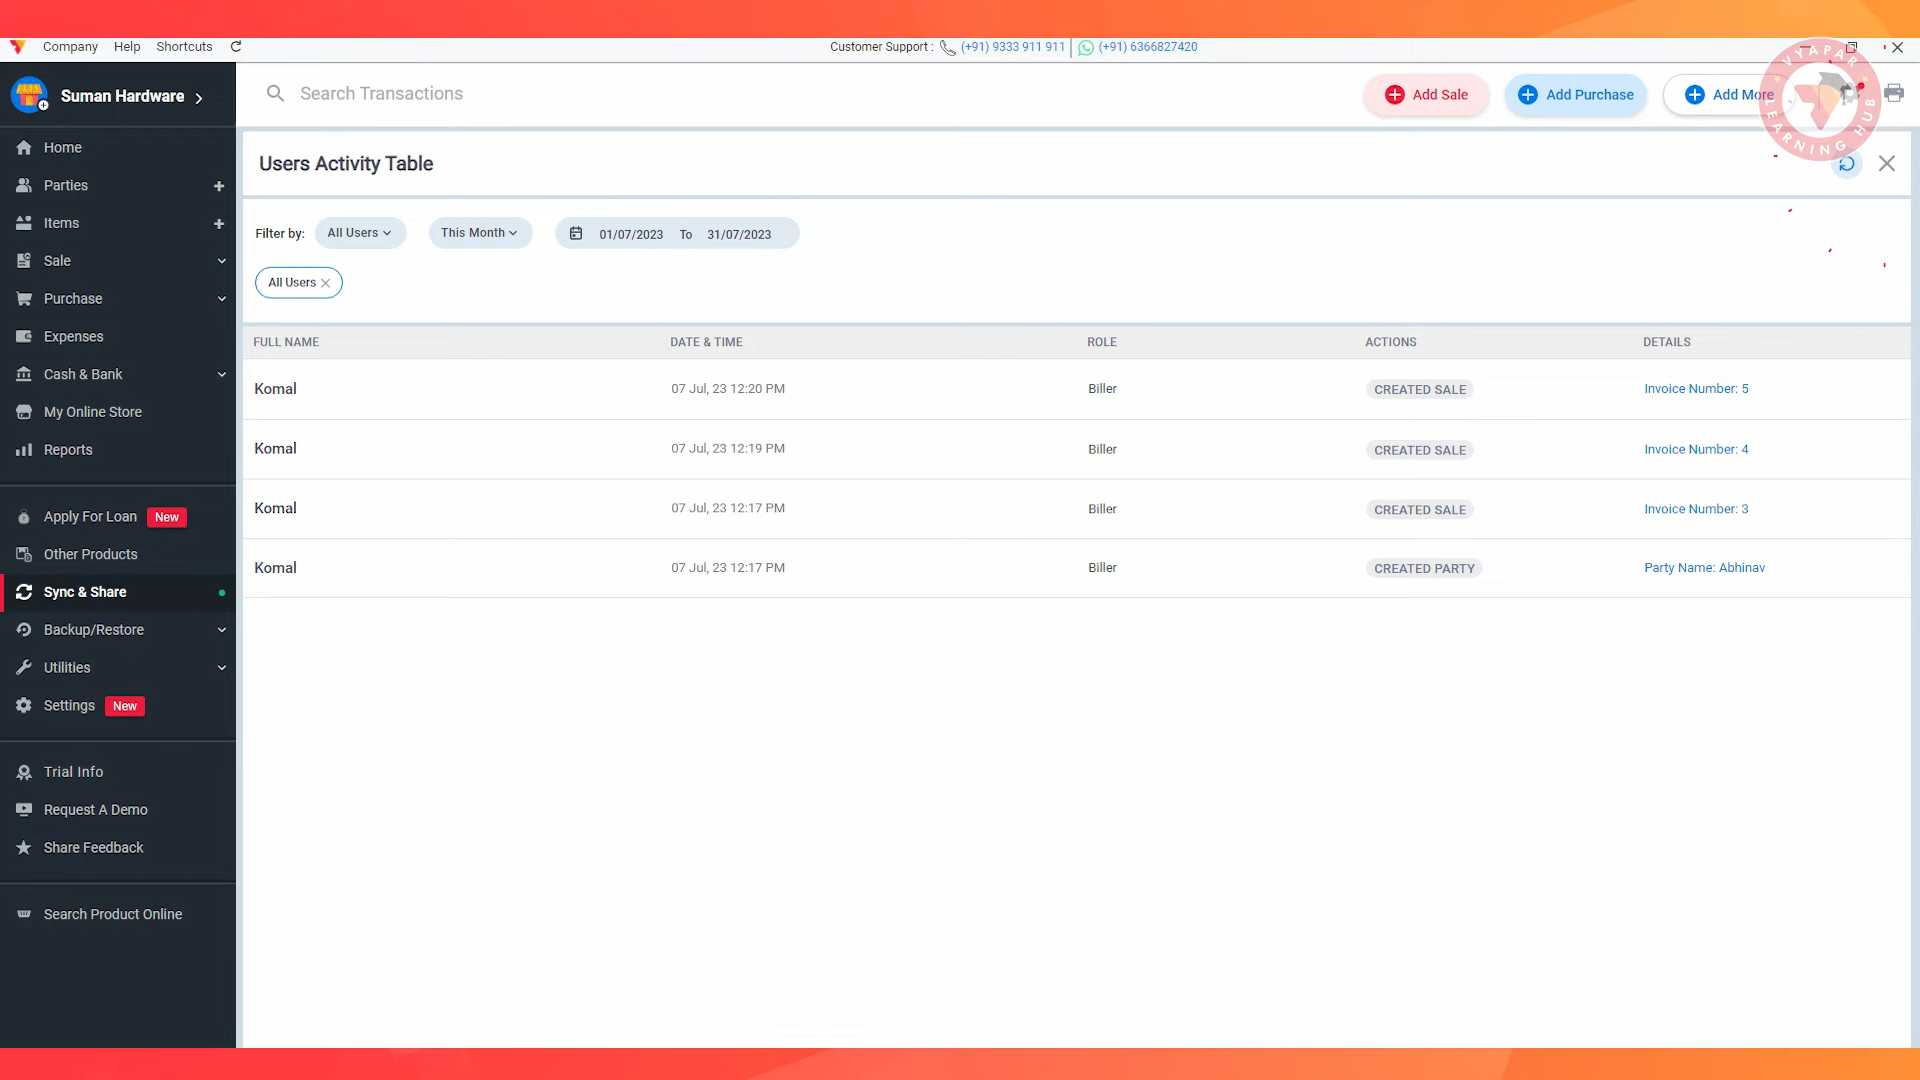 Company Help Shortcuts
Customer Support : (+91) 9333 911 911 (+91) 6366827420
Suman Hardware
Search Transactions
Add Sale
Add Purchase
Add More
VYAPAR
LEARNING HUB
Home
Parties
Items
Sale
Purchase
Expenses
Cash & Bank
My Online Store
Reports
Apply For Loan New
Other Products
Sync & Share
Backup/Restore
Utilities
Settings New
Trial Info
Request A Demo
Share Feedback
Search Product Online
Users Activity Table
Filter by: All Users This Month 01/07/2023 To 31/07/2023
All Users
FULL NAME DATE & TIME ROLE ACTIONS DETAILS
Komal 07 Jul, 23 12:20 PM Biller CREATED SALE Invoice Number: 5
Komal 07 Jul, 23 12:19 PM Biller CREATED SALE Invoice Number: 4
Komal 07 Jul, 23 12:17 PM Biller CREATED SALE Invoice Number: 3
Komal 07 Jul, 23 12:17 PM Biller CREATED PARTY Party Name: Abhinav